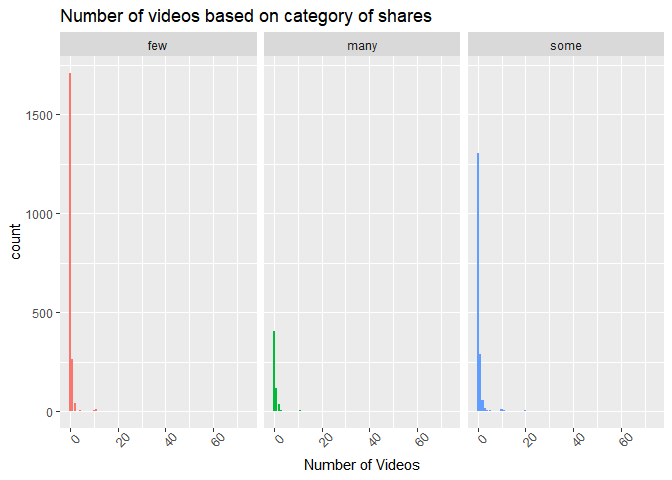 Number of videos based on category of shares
few many some
1500
1000
500
0
count
0 20 40 60 0 20 40 60 0 20 40 60
Number of Videos